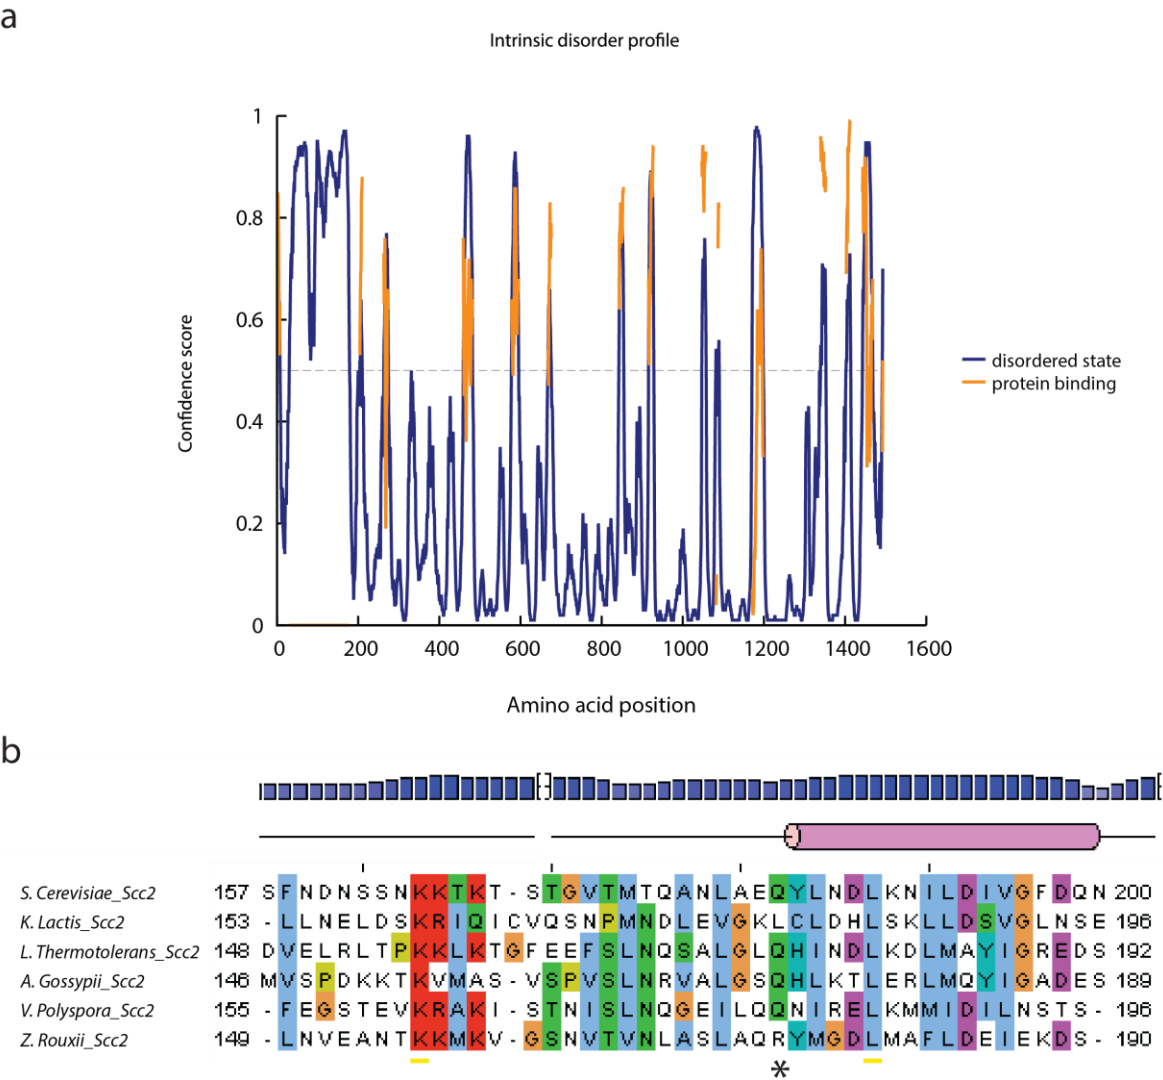 a
Intrinsic disorder profile
1
0.8
0.6
0.4
0.2
0
Confidence score
0 200 400 600 800 1000 1200 1400 1600
Amino acid position
disordered state
protein binding
b
S. Cerevisiae_Scc2 157 SFNDNSSNKKTKT-STGVTMTQANLAEQYLNDLKNILDIVGFDQN 200
K. Lactis_Scc2 153 -LLNELDSKRIQICVQSNPMNDLEVGKLCLDHLSKLLDSVGLNSE 196
L. Thermotolerans_Scc2 148 DVELRLTPKKLKTGFEEFSLNQSALGLQHINDLKDLMAYIGREDS 192
A. Gossypii_Scc2 146 MVSPDKKTKVMAS-VSPVSLNRVALGSQHLKTLERLMQYIGADES 189
V. Polyspora_Scc2 155 -FEGSTEVKRAKI-STNISLNQGEILQQNIRELKMMIDILNSTS- 196
Z. Rouxii_Scc2 149 -LNVEANTKKMKV-GSNVTVNLASLAQRYMGDLMAFLDEIEKDS- 190
*